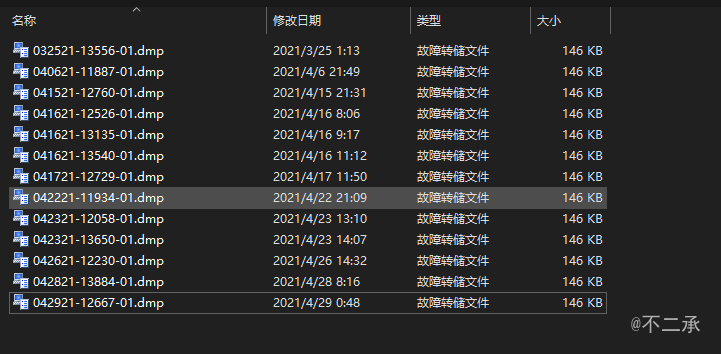 名称 修改日期 类型 大小
032521-13556-01.dmp 2021/3/25 1:13 故障转储文件 146 KB
040621-11887-01.dmp 2021/4/6 21:49 故障转储文件 146 KB
041521-12760-01.dmp 2021/4/15 21:31 故障转储文件 146 KB
041621-12526-01.dmp 2021/4/16 8:06 故障转储文件 146 KB
041621-13135-01.dmp 2021/4/16 9:17 故障转储文件 146 KB
041621-13540-01.dmp 2021/4/16 11:12 故障转储文件 146 KB
041721-12729-01.dmp 2021/4/17 11:50 故障转储文件 146 KB
042221-11934-01.dmp 2021/4/22 21:09 故障转储文件 146 KB
042321-12058-01.dmp 2021/4/23 13:10 故障转储文件 146 KB
042321-13650-01.dmp 2021/4/23 14:07 故障转储文件 146 KB
042621-12230-01.dmp 2021/4/26 14:32 故障转储文件 146 KB
042821-13884-01.dmp 2021/4/28 8:16 故障转储文件 146 KB
042921-12667-01.dmp 2021/4/29 0:48 故障转储文件 146 KB
@不二承